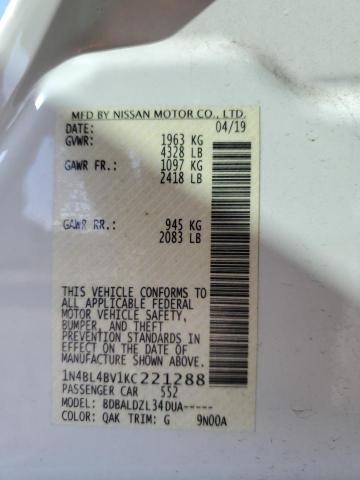 MFD BY NISSAN MOTOR CO., LTD.
DATE: 04/19
GVWR: 1963 KG
4328 LB
GAWR FR.: 1097 KG
2418 LB
GAWR RR.: 945 KG
2083 LB
THIS VEHICLE CONFORMS TO
ALL APPLICABLE FEDERAL
MOTOR VEHICLE SAFETY,
BUMPER, AND THEFT
PREVENTION STANDARDS IN
EFFECT ON THE DATE OF
MANUFACTURE SHOWN ABOVE.
1N4BL4BV1KC221288
PASSENGER CAR 552
MODEL: BDBALDZL34DUA-----
COLOR: QAK TRIM: G 9N00A